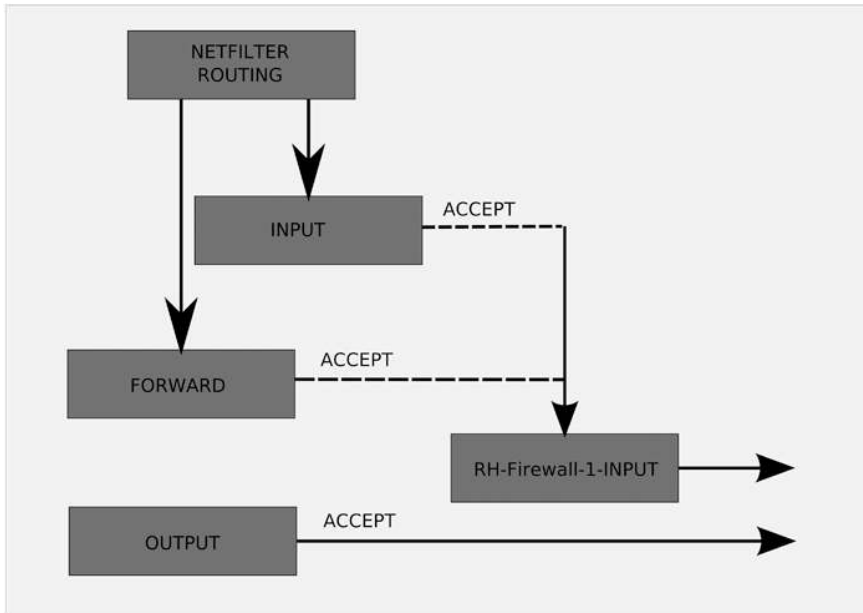 NETFILTER
ROUTING
ACCEPT
INPUT
ACCEPT
FORWARD
RH-Firewall-1-INPUT
ACCEPT
OUTPUT